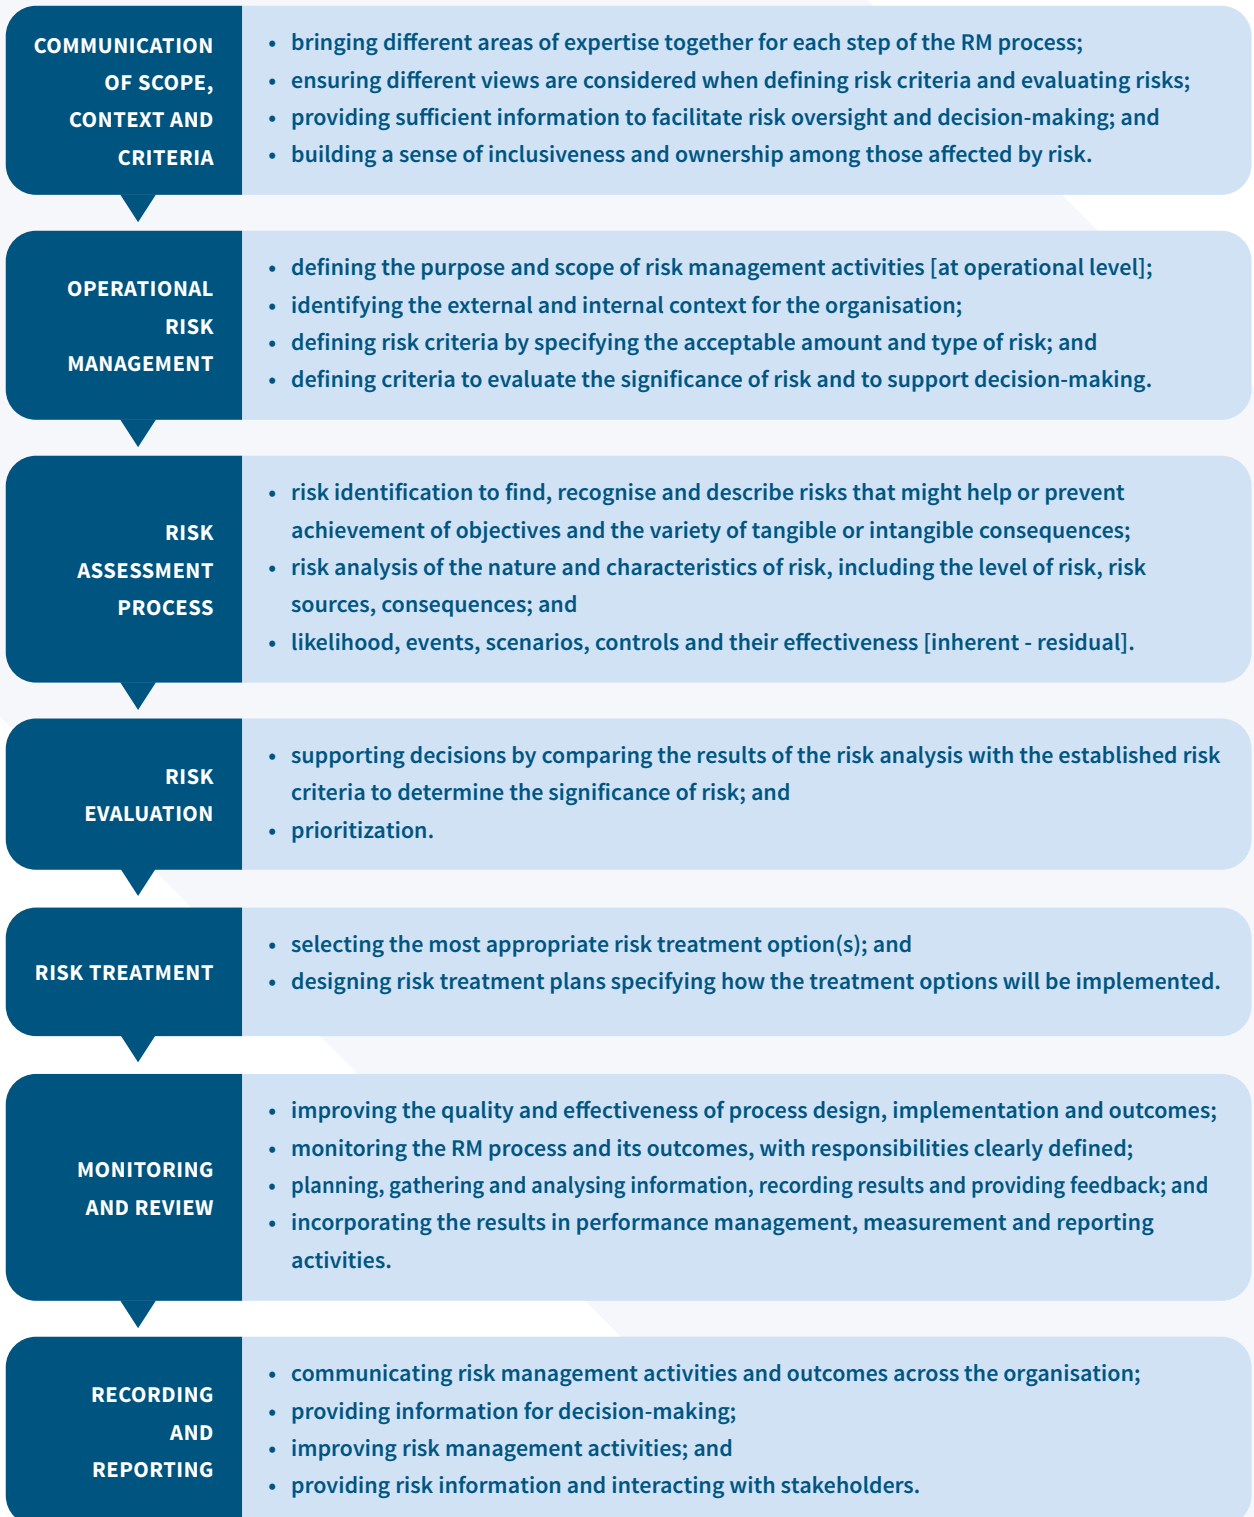 COMMUNICATION
OF SCOPE,
CONTEXT AND
CRITERIA
• bringing different areas of expertise together for each step of the RM process;
• ensuring different views are considered when defining risk criteria and evaluating risks;
• providing sufficient information to facilitate risk oversight and decision-making; and
• building a sense of inclusiveness and ownership among those affected by risk.
OPERATIONAL
RISK
MANAGEMENT
• defining the purpose and scope of risk management activities [at operational level];
• identifying the external and internal context for the organisation;
• defining risk criteria by specifying the acceptable amount and type of risk; and
• defining criteria to evaluate the significance of risk and to support decision-making.
RISK
ASSESSMENT
PROCESS
• risk identification to find, recognise and describe risks that might help or prevent
achievement of objectives and the variety of tangible or intangible consequences;
• risk analysis of the nature and characteristics of risk, including the level of risk, risk
sources, consequences; and
• likelihood, events, scenarios, controls and their effectiveness [inherent - residual].
RISK
EVALUATION
• supporting decisions by comparing the results of the risk analysis with the established risk
criteria to determine the significance of risk; and
• prioritization.
RISK TREATMENT
• selecting the most appropriate risk treatment option(s); and
• designing risk treatment plans specifying how the treatment options will be implemented.
MONITORING
AND REVIEW
• improving the quality and effectiveness of process design, implementation and outcomes;
• monitoring the RM process and its outcomes, with responsibilities clearly defined;
• planning, gathering and analysing information, recording results and providing feedback; and
• incorporating the results in performance management, measurement and reporting
activities.
RECORDING
AND
REPORTING
• communicating risk management activities and outcomes across the organisation;
• providing information for decision-making;
• improving risk management activities; and
• providing risk information and interacting with stakeholders.